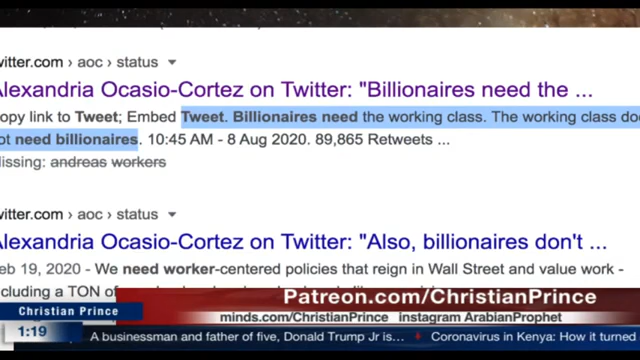 witter.com › aoc › status
Alexandria Ocasio-Cortez on Twitter: "Billionaires need the ...
opy link to Tweet; Embed Tweet. Billionaires need the working class. The working class doe
ot need billionaires. 10:45 AM - 8 Aug 2020. 89,865 Retweets ...
lissing: andreas workers
witter.com › aoc › status
Alexandria Ocasio-Cortez on Twitter: "Also, billionaires don't ...
eb 19, 2020 - We need worker-centered policies that reign in Wall Street and value work -
cluding a TON of
Patreon.com/ChristianPrince
Christian Prince
minds.com/ChristianPrince instagram ArabianProphet
1:19
A businessman and father of five, Donald Trump Jr is... Coronavirus in Kenya: How it turned